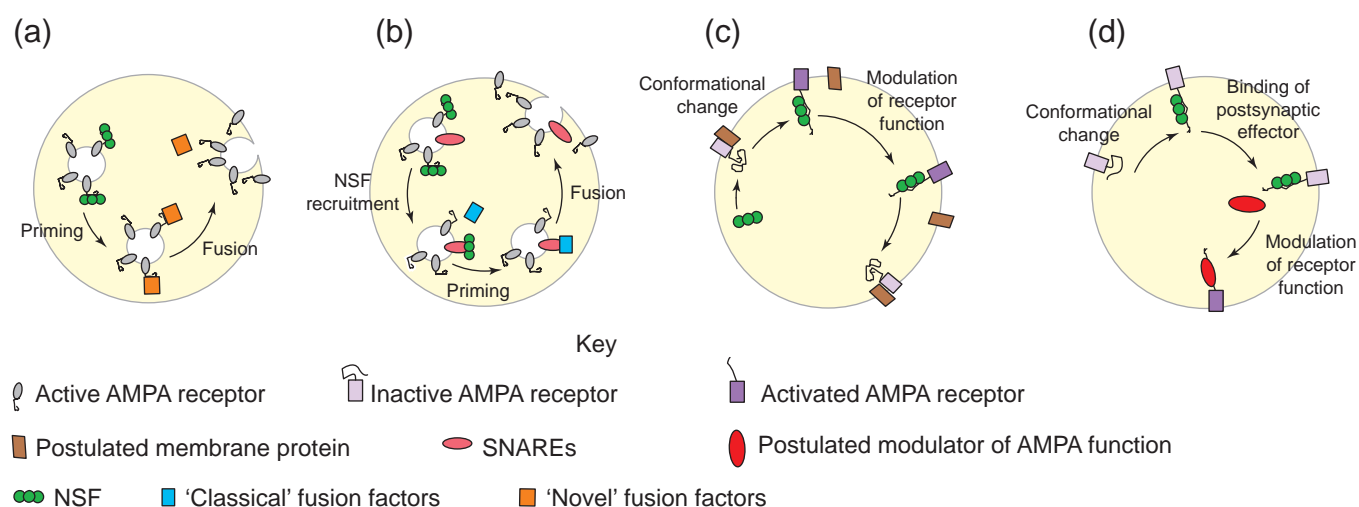 (a)
Priming
Fusion
(b)
NSF
recruitment
Priming
Fusion
(c)
Conformational
change
Modulation
of receptor
function
(d)
Conformational
change
Binding of
postsynaptic
effector
Modulation
of receptor
function
Key
Active AMPA receptor
Inactive AMPA receptor
Activated AMPA receptor
Postulated membrane protein
SNAREs
Postulated modulator of AMPA function
NSF
‘Classical’ fusion factors
‘Novel’ fusion factors